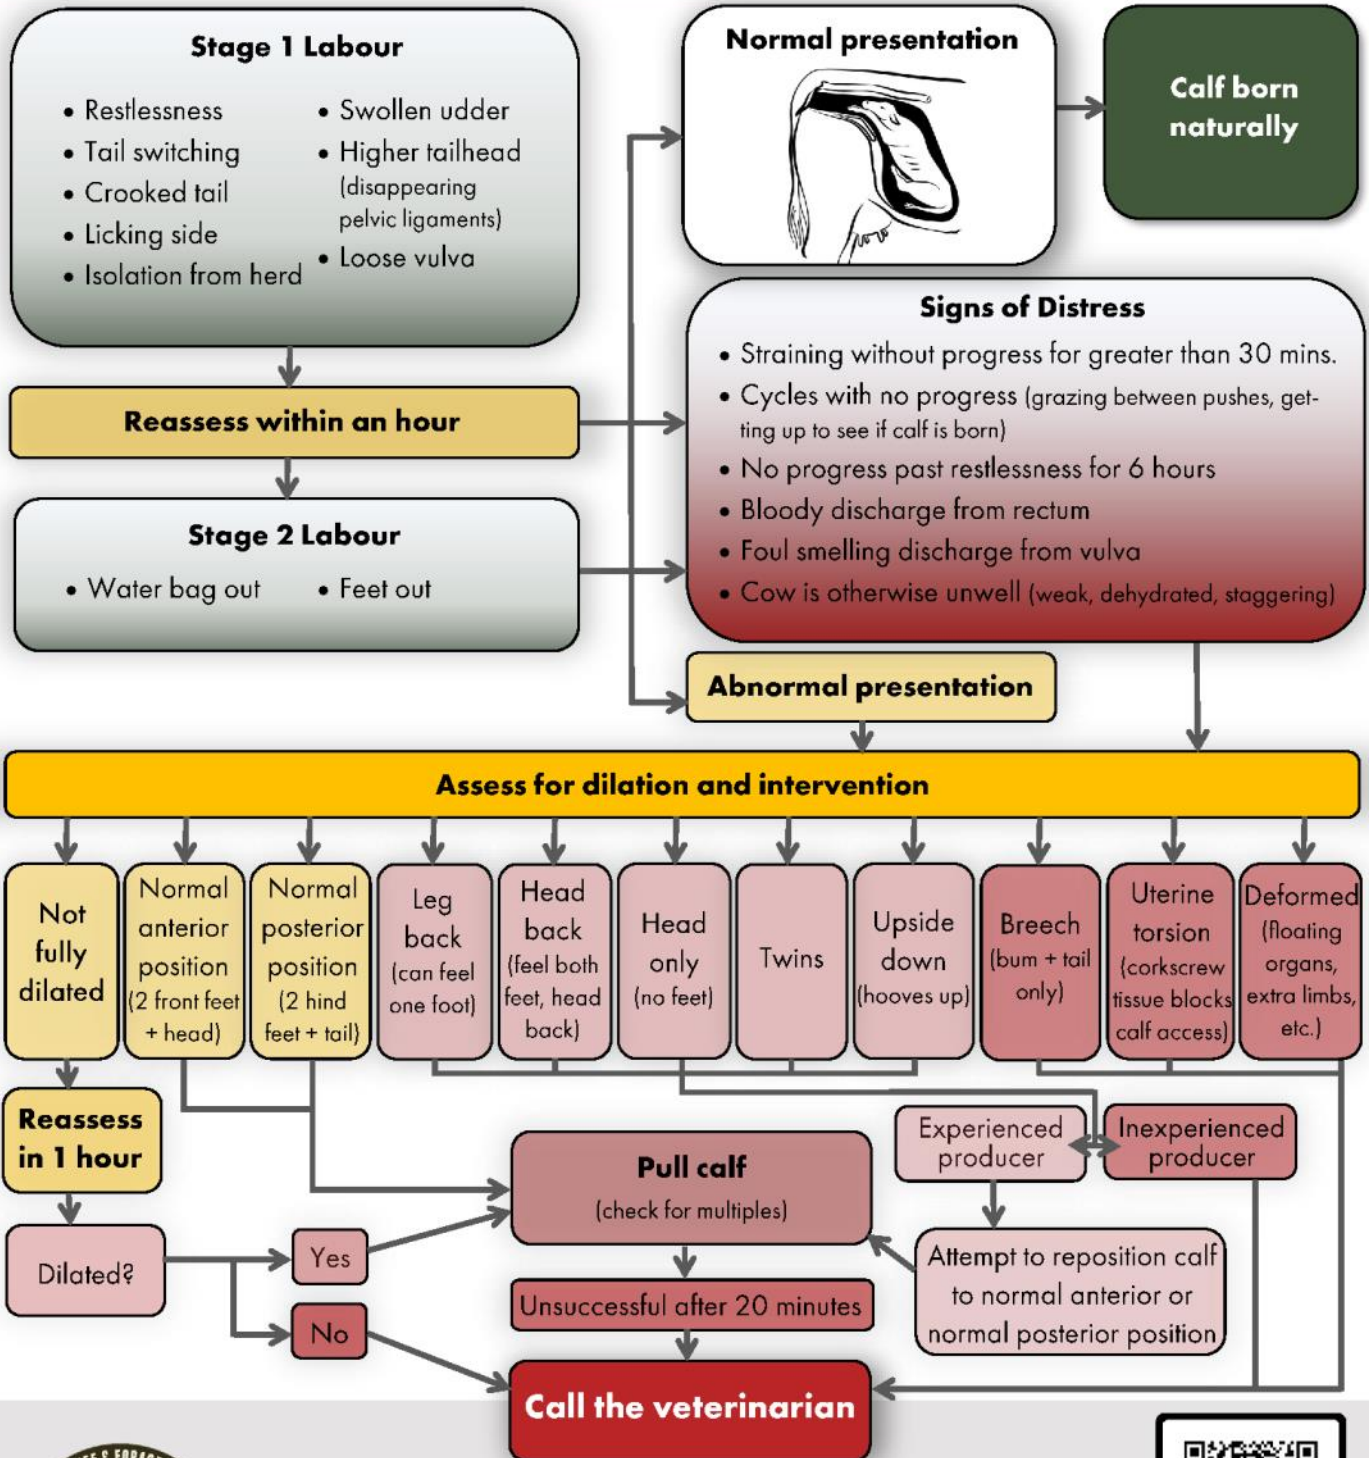 Stage 1 Labour
• Restlessness
• Tail switching
• Crooked tail
• Licking side
• Isolation from herd
• Swollen udder
• Higher tailhead
(disappearing
pelvic ligaments)
• Loose vulva
Normal presentation
Calf born
naturally
Reassess within an hour
Signs of Distress
• Straining without progress for greater than 30 mins.
• Cycles with no progress (grazing between pushes, get-
ting up to see if calf is born)
• No progress past restlessness for 6 hours
• Bloody discharge from rectum
• Foul smelling discharge from vulva
• Cow is otherwise unwell (weak, dehydrated, staggering)
Stage 2 Labour
• Water bag out
• Feet out
Abnormal presentation
Assess for dilation and intervention
Not
fully
dilated
Normal
anterior
position
(2 front feet
+ head)
Normal
posterior
position
(2 hind
feet + tail)
Leg
back
(can feel
one foot)
Head
back
(feel both
feet, head
back)
Head
only
(no feet)
Twins
Upside
down
(hooves up)
Breech
(bum + tail
only)
Uterine
torsion
(corkscrew
tissue blocks
calf access)
Deformed
(floating
organs,
extra limbs,
etc.)
Reassess
in 1 hour
Dilated?
Yes
No
Pull calf
(check for multiples)
Unsuccessful after 20 minutes
Experienced
producer
Inexperienced
producer
Attempt to reposition calf
to normal anterior or
normal posterior position
Call the veterinarian